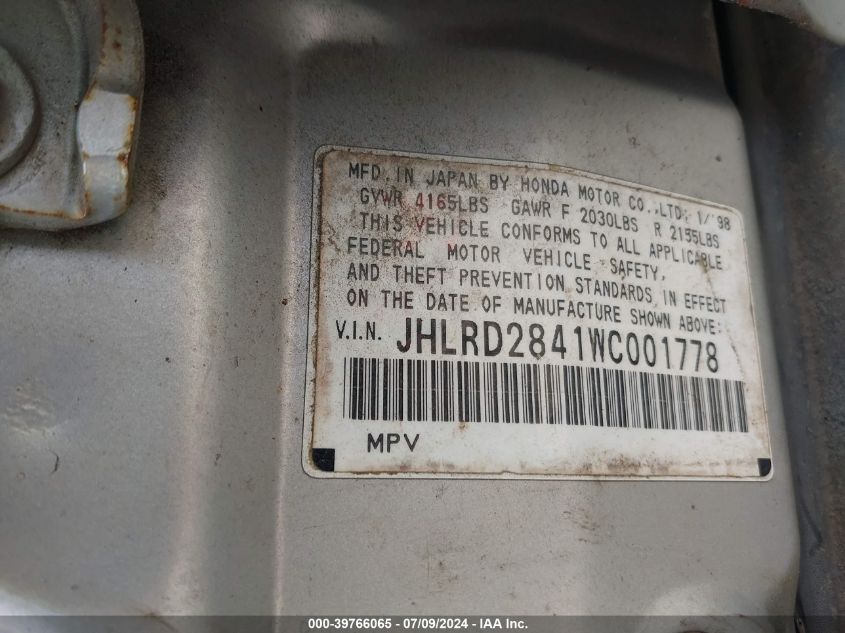 MFD. IN JAPAN BY HONDA MOTOR CO.,LTD. 1/'98
GVWR 4165LBS GAWR F 2030LBS R 2155LBS
THIS VEHICLE CONFORMS TO ALL APPLICABLE
FEDERAL MOTOR VEHICLE SAFETY,
AND THEFT PREVENTION STANDARDS IN EFFECT
ON THE DATE OF MANUFACTURE SHOWN ABOVE:
V.I.N. JHLRD2841WC001778
MPV
000-39766065 - 07/09/2024 - IAA Inc.